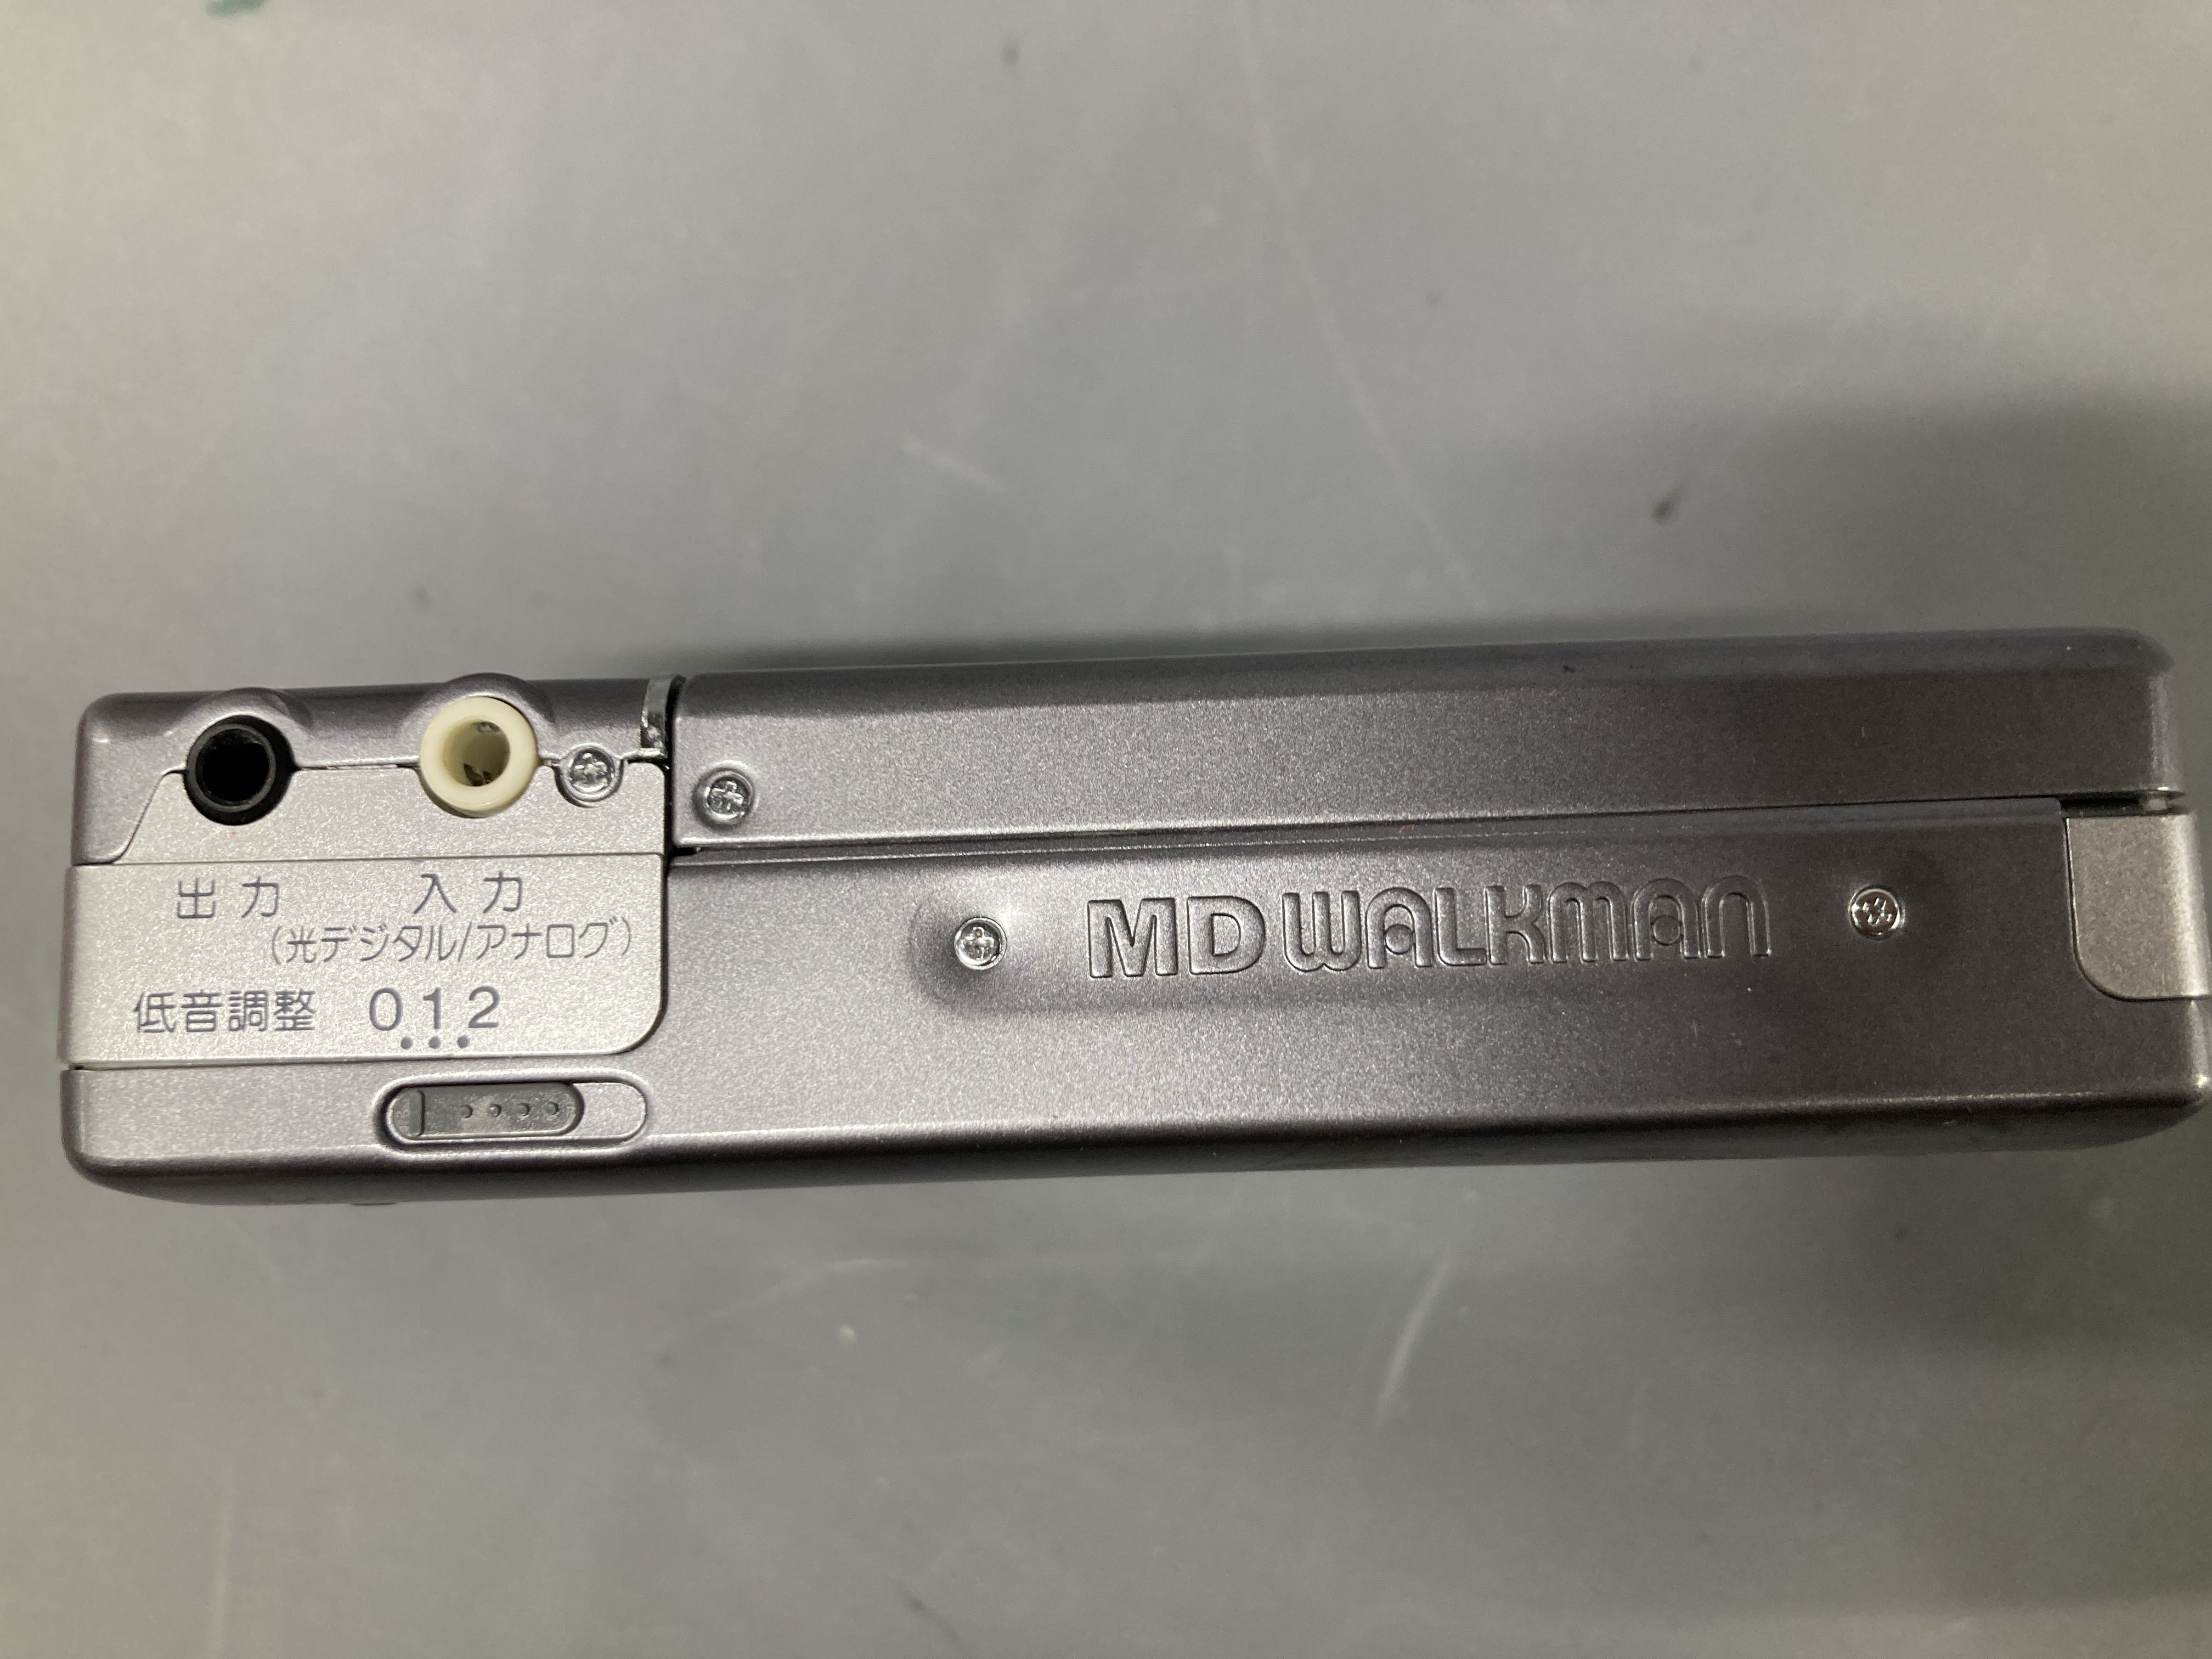 出力 入力
(光デジタル/アナログ)
低音調整 0 1 2
MD WALKMAN